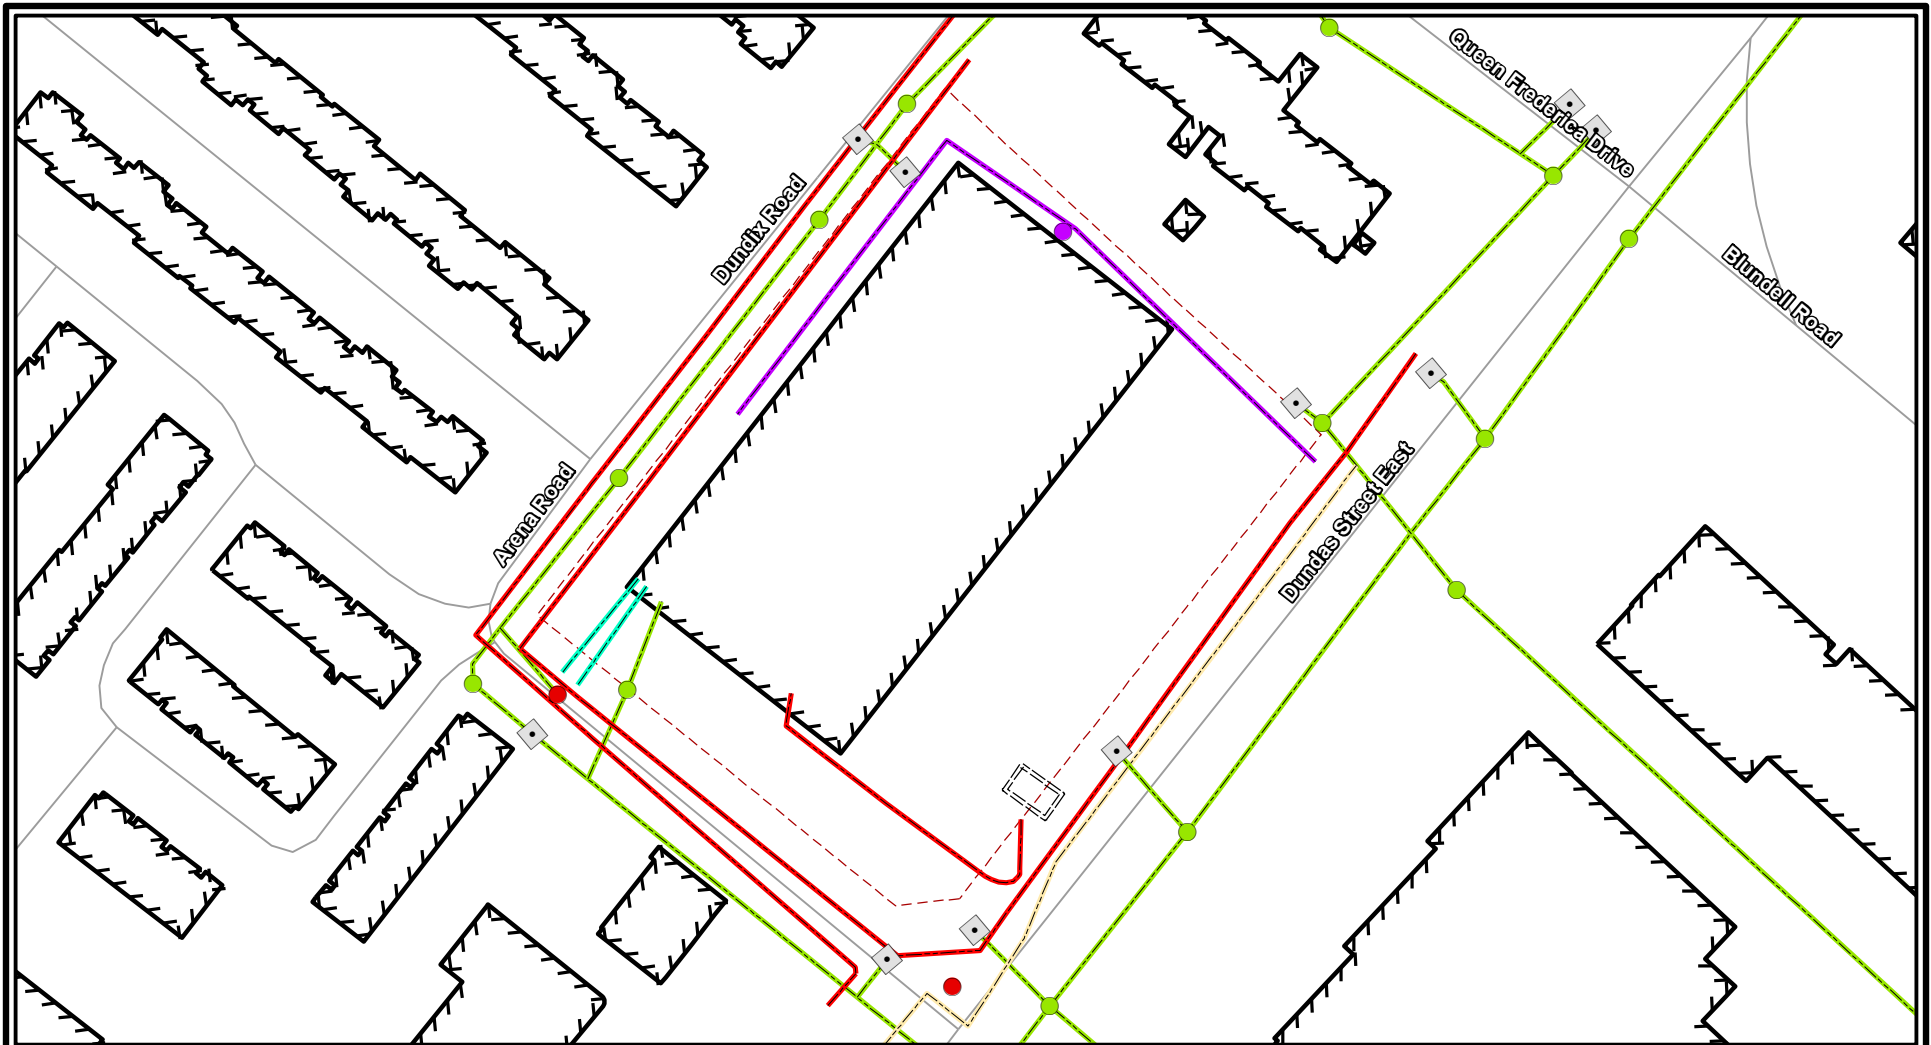 Queen Frederica Drive
Dundix Road
Blundell Road
Arena Road
Dundas Street East